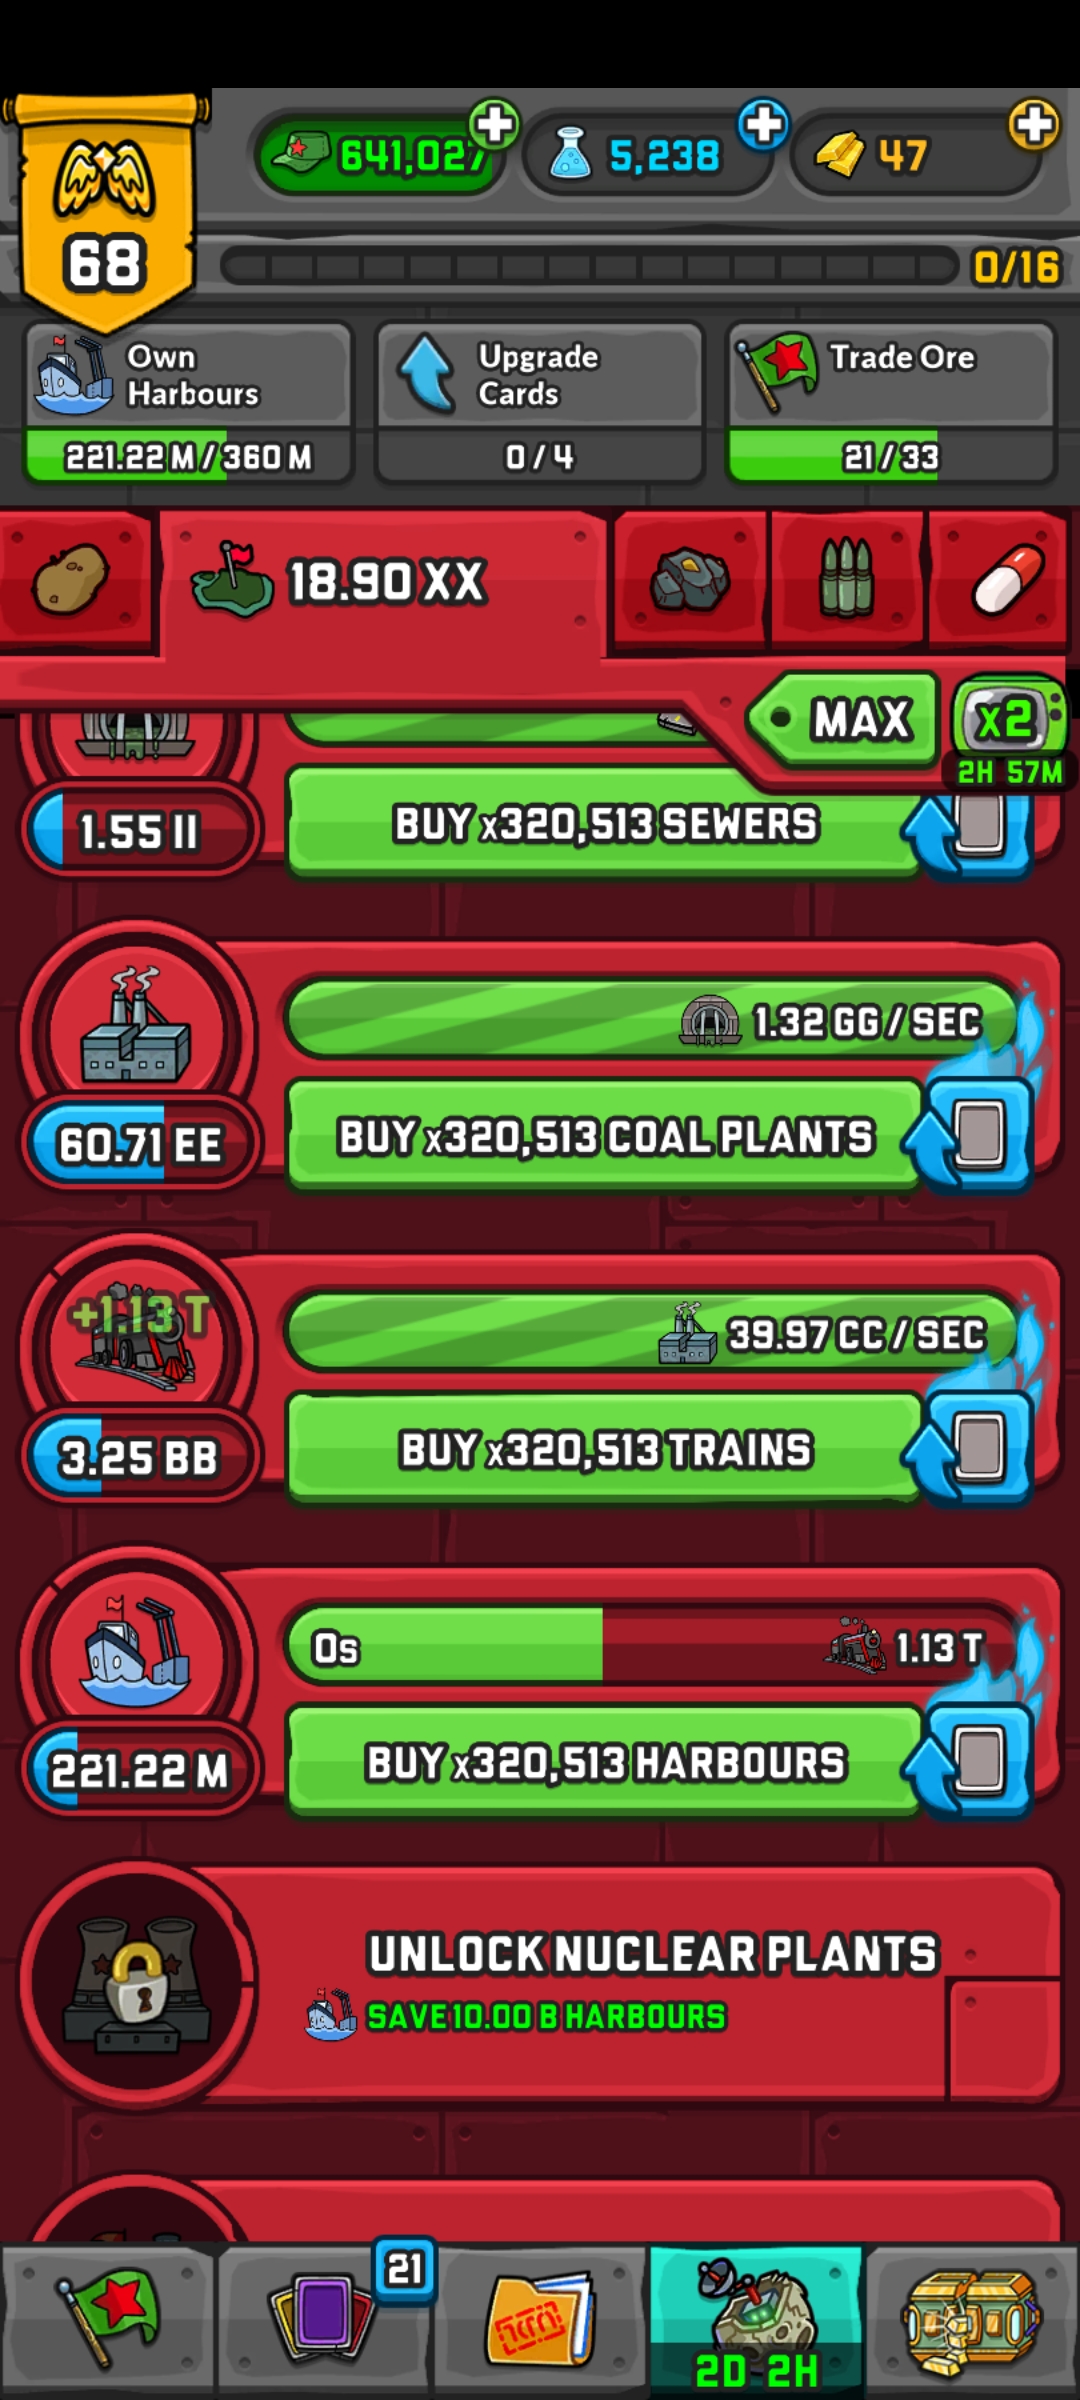 641,027
5,238
47
68
0/16
Own
Harbours
221.22 M / 360 M
Upgrade
Cards
0 / 4
Trade Ore
21 / 33
18.90 XX
MAX
x2
2H 57M
1.55 II
BUY x320,513 SEWERS
1.32 GG / SEC
60.71 EE
BUY x320,513 COAL PLANTS
+1.13 T
39.97 CC / SEC
3.25 BB
BUY x320,513 TRAINS
0s
1.13 T
221.22 M
BUY x320,513 HARBOURS
UNLOCK NUCLEAR PLANTS
SAVE 10.00 B HARBOURS
21
2D 2H